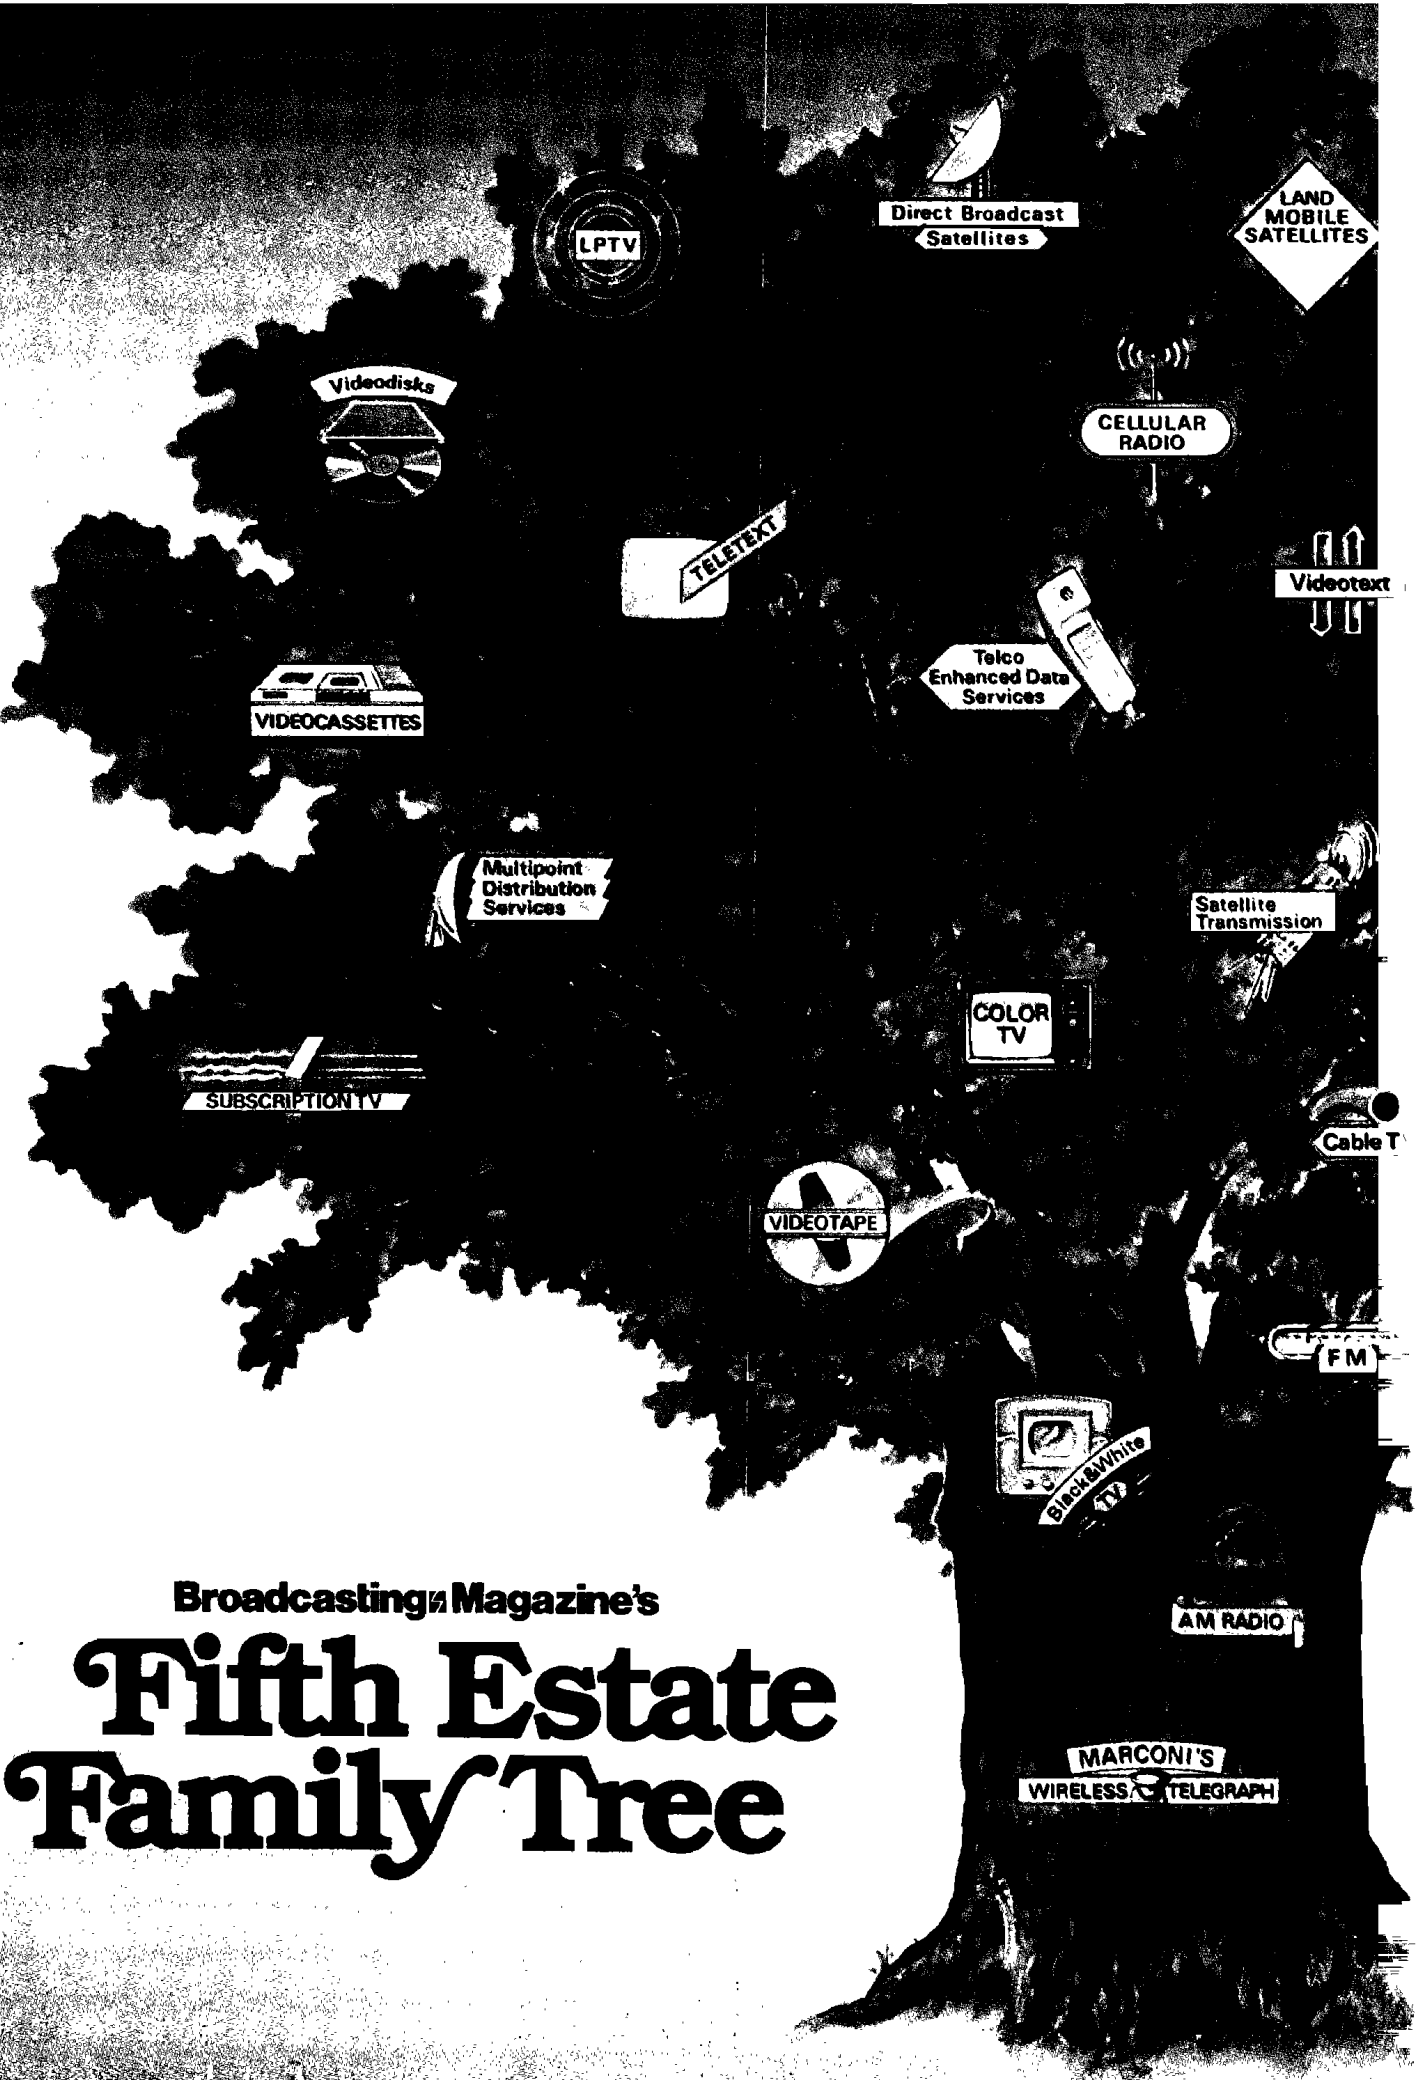 LPTV
Direct Broadcast
Satellites
LAND
MOBILE
SATELLITES
Videodisks
CELLULAR
RADIO
TELETEXT
Videotext
Telco
Enhanced Data
Services
VIDEOCASSETTES
Multipoint
Distribution
Services
Satellite
Transmission
COLOR
TV
SUBSCRIPTION TV
Cable T
VIDEOTAPE
FM
Black&White
TV
Broadcasting Magazine's
AM RADIO
Fifth Estate
Family Tree
MARCONI'S
WIRELESS TELEGRAPH